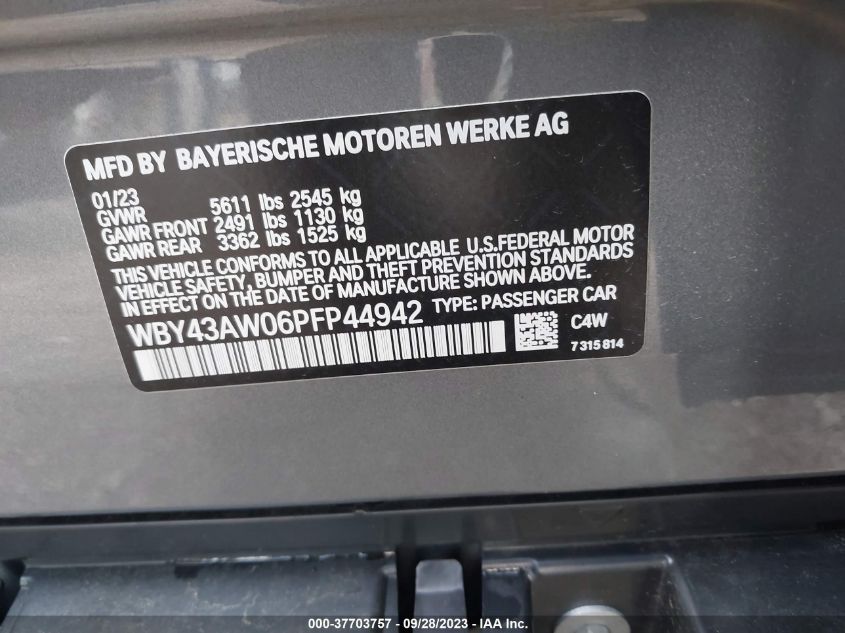 MFD BY BAYERISCHE MOTOREN WERKE AG
01/23
GVWR 5611 lbs 2545 kg
GAWR FRONT 2491 lbs 1130 kg
GAWR REAR 3362 lbs 1525 kg
THIS VEHICLE CONFORMS TO ALL APPLICABLE U.S.FEDERAL MOTOR
VEHICLE SAFETY, BUMPER AND THEFT PREVENTION STANDARDS
IN EFFECT ON THE DATE OF MANUFACTURE SHOWN ABOVE.
WBY43AW06PFP44942 TYPE: PASSENGER CAR
C4W
7315814
000-37703757 - 09/28/2023 - IAA Inc.